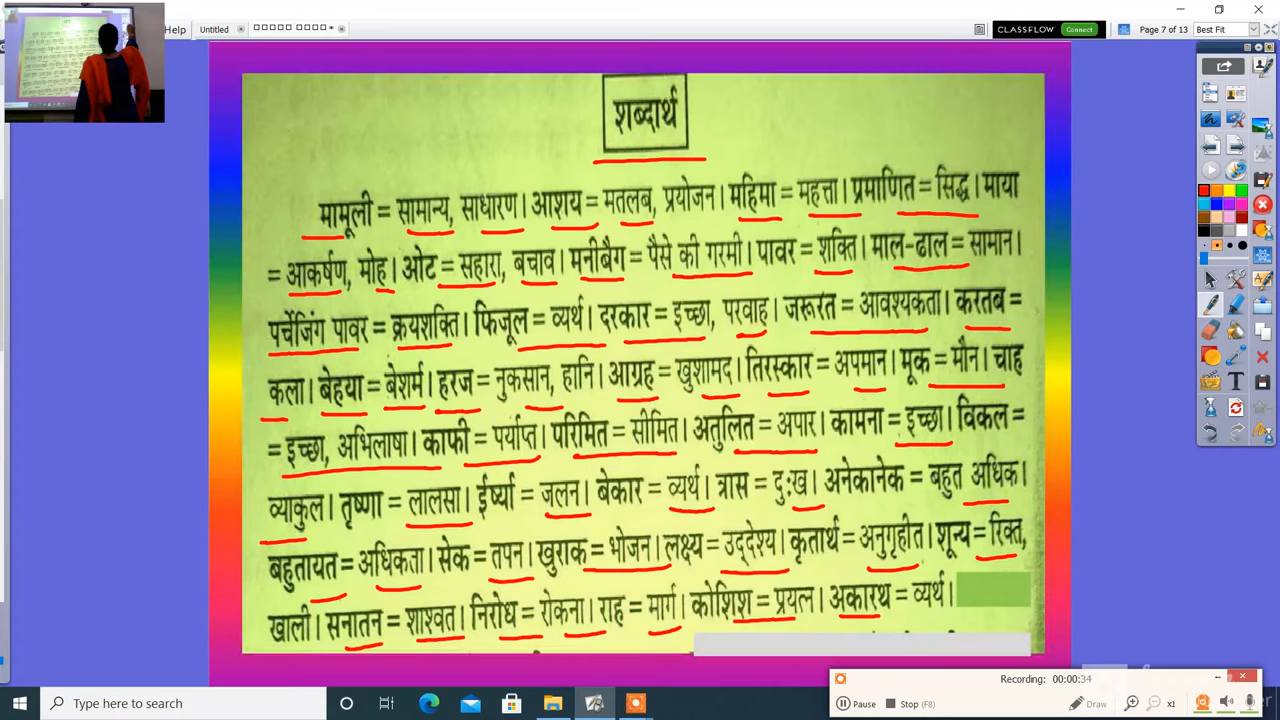 Help
Untitled
CLASSFLOW
Connect
Page 7 of 13
Best Fit
शब्दार्थ
मामूली = सामान्य, साधारण। आशय = मतलब, प्रयोजन। महिमा = महत्ता। प्रमाणित = सिद्ध। माया
= आकर्षण, मोह। ओट = सहारा, बचाव। मनीबैग = पैसे की गरमी। पावर = शक्ति। माल-ढाल = सामान।
पर्चेजिंग पावर = क्रयशक्ति। फिजूल = व्यर्थ। दरकार = इच्छा, परवाह। जरूरत = आवश्यकता। करतब =
कला। बेहया = बेशर्म। हरज = नुकसान, हानि। आग्रह = खुशामद। तिरस्कार = अपमान। मूक = मौन। चाह
= इच्छा, अभिलाषा। काफी = पर्याप्त। परिमित = सीमित। अतुलित = अपार। कामना = इच्छा। विकल =
व्याकुल। तृष्णा = लालसा। ईर्ष्या = जलन। बेकार = व्यर्थ। त्रास = दुःख। अनेकानेक = बहुत अधिक।
बहुतायत = अधिकता। सेक = तपन। खुराक = भोजन। लक्ष्य = उद्देश्य। कृतार्थ = अनुगृहीत। शून्य = रिक्त,
खाली। सनातन = शाश्वत। निरोध = रोकना। राह = मार्ग। कोशिश = प्रयत्न। अकारथ = व्यर्थ।
Recording: 00:00:34
Pause
Stop (F8)
Draw
x1
Type here to search